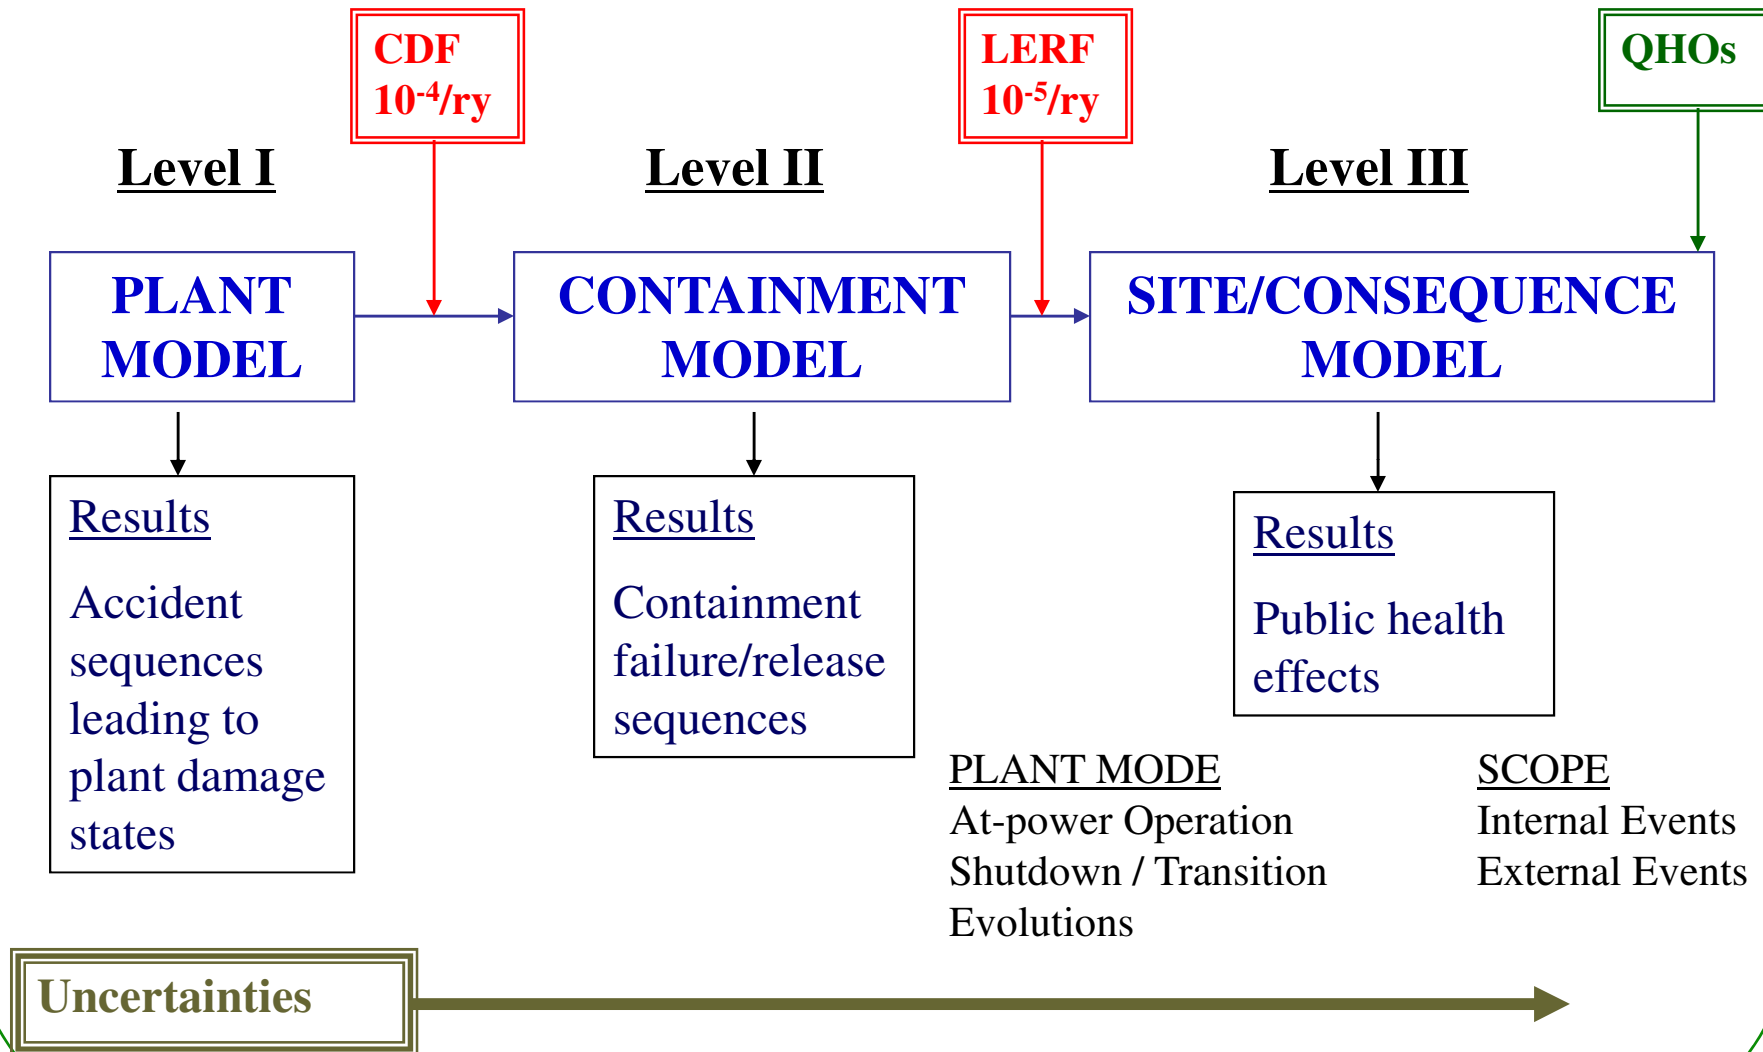 CDF
10⁻⁴/ry
LERF
10⁻⁵/ry
QHOs
Level I
Level II
Level III
PLANT
MODEL
CONTAINMENT
MODEL
SITE/CONSEQUENCE
MODEL
Results
Accident
sequences
leading to
plant damage
states
Results
Containment
failure/release
sequences
Results
Public health
effects
PLANT MODE
At-power Operation
Shutdown / Transition
Evolutions
SCOPE
Internal Events
External Events
Uncertainties